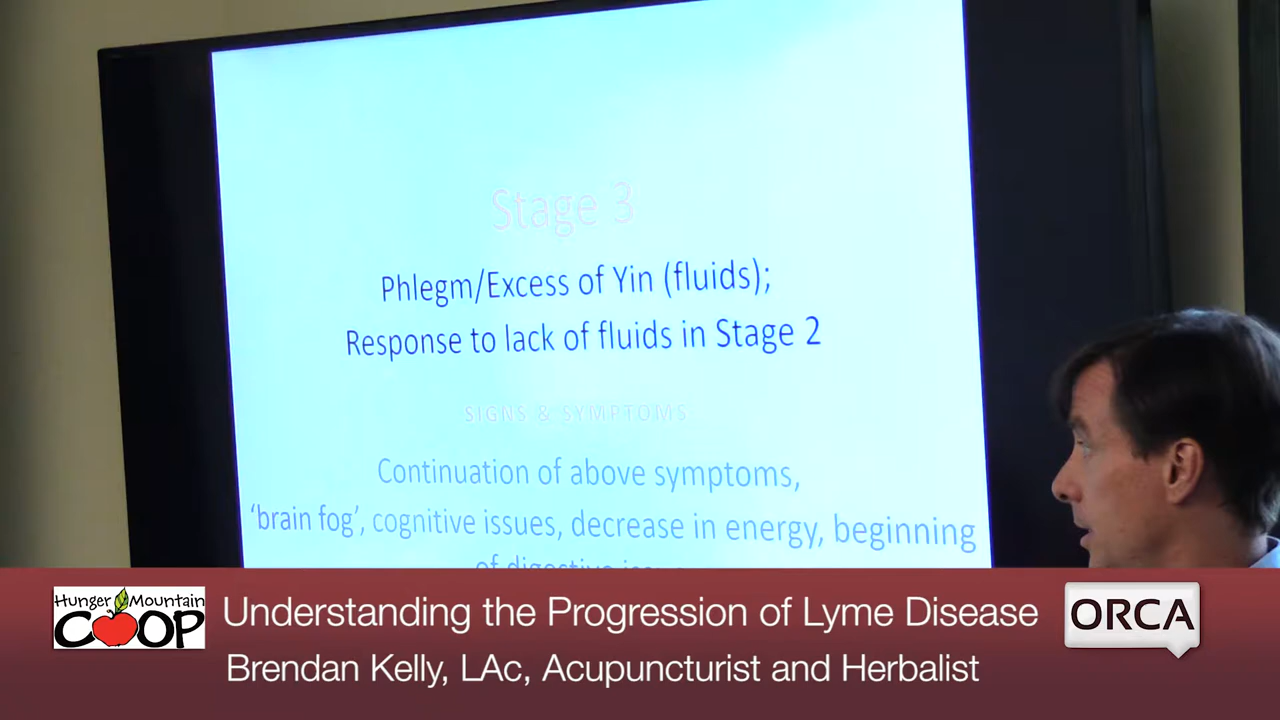 Stage 3
Phlegm/Excess of Yin (fluids);
Response to lack of fluids in Stage 2
SIGNS & SYMPTOMS
Continuation of above symptoms,
‘brain fog’, cognitive issues, decrease in energy, beginning
of digestive
Hunger Mountain
COOP
Understanding the Progression of Lyme Disease
Brendan Kelly, LAc, Acupuncturist and Herbalist
ORCA